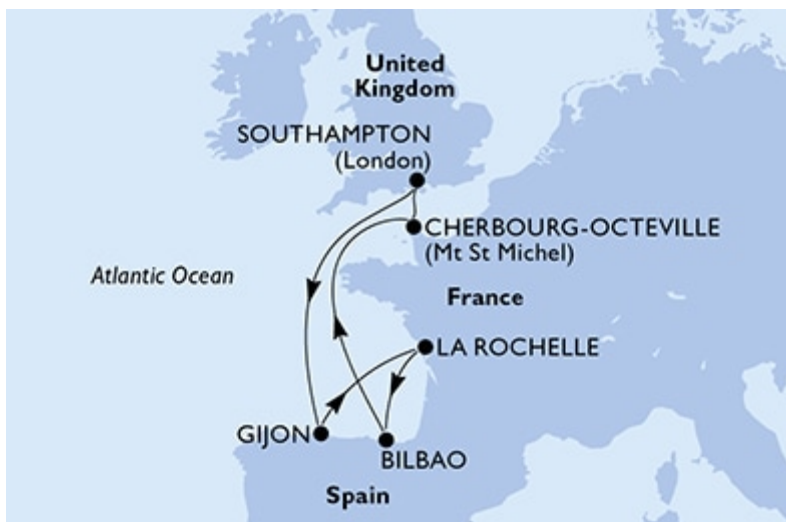 United
Kingdom
SOUTHAMPTON
(London)
CHERBOURG-OCTEVILLE
(Mt St Michel)
Atlantic Ocean
France
LA ROCHELLE
GIJON
BILBAO
Spain